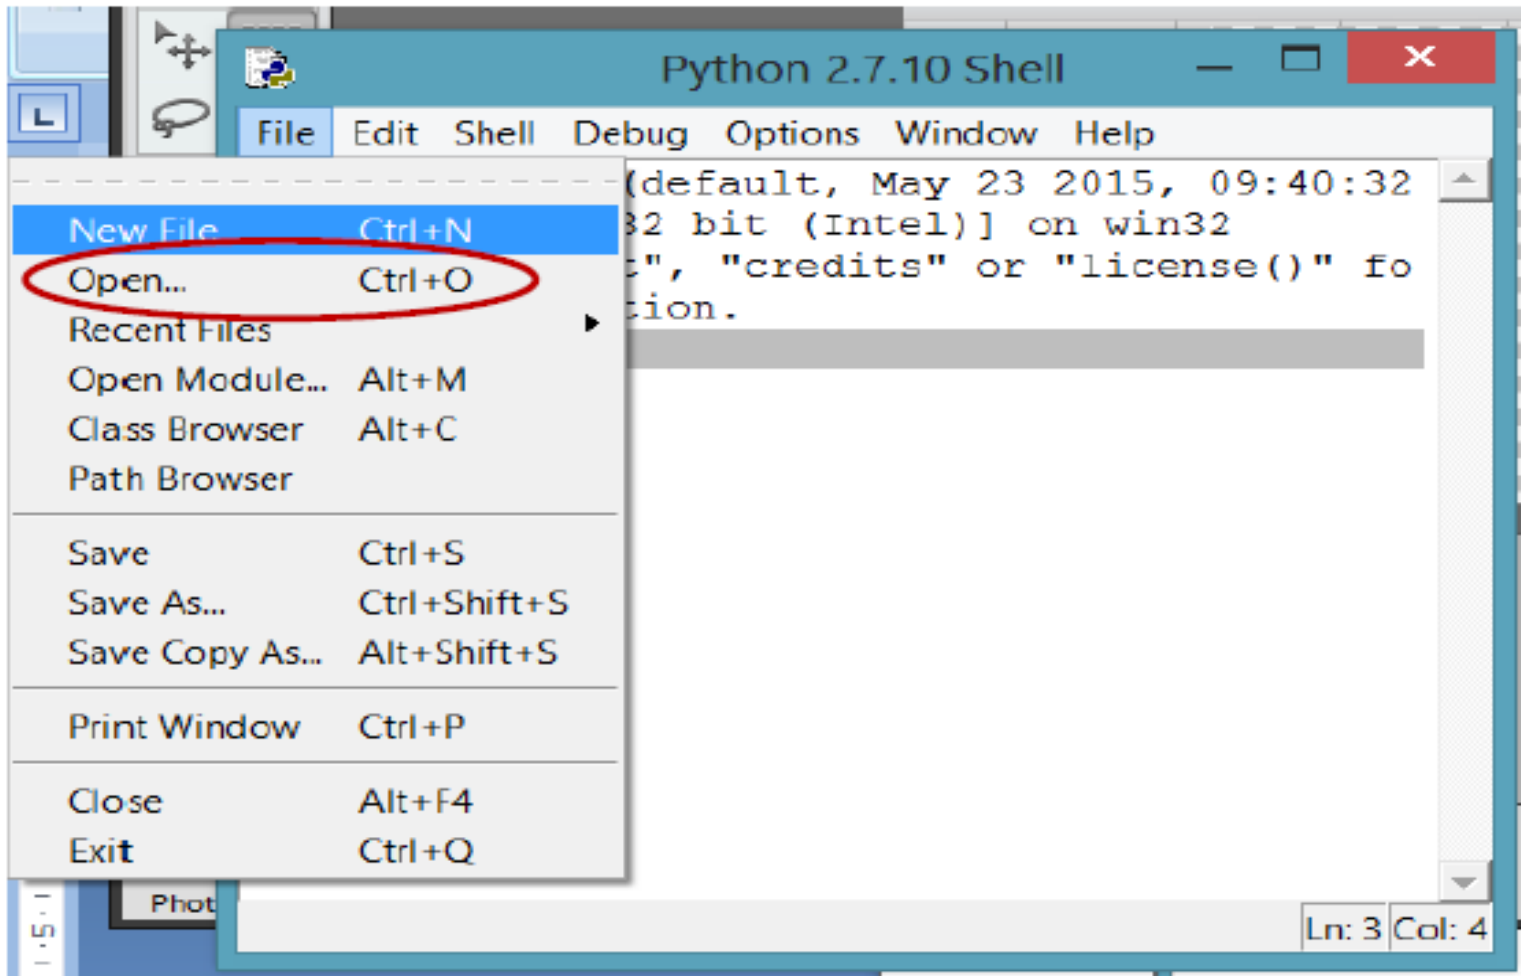 Python 2.7.10 Shell
File Edit Shell Debug Options Window Help
(default, May 23 2015, 09:40:32
32 bit (Intel)] on win32
t", "credits" or "license()" fo
tion.
New File Ctrl+N
Open... Ctrl+O
Recent Files
Open Module... Alt+M
Class Browser Alt+C
Path Browser
Save Ctrl+S
Save As... Ctrl+Shift+S
Save Copy As... Alt+Shift+S
Print Window Ctrl+P
Close Alt+F4
Exit Ctrl+Q
Phot
5
Ln: 3 Col: 4